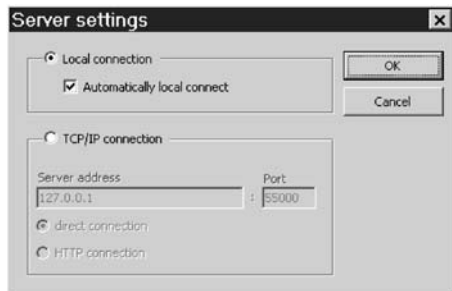 Server settings
Local connection
Automatically local connect
OK
Cancel
TCP/IP connection
Server address Port
127.0.0.1 : 55000
direct connection
HTTP connection